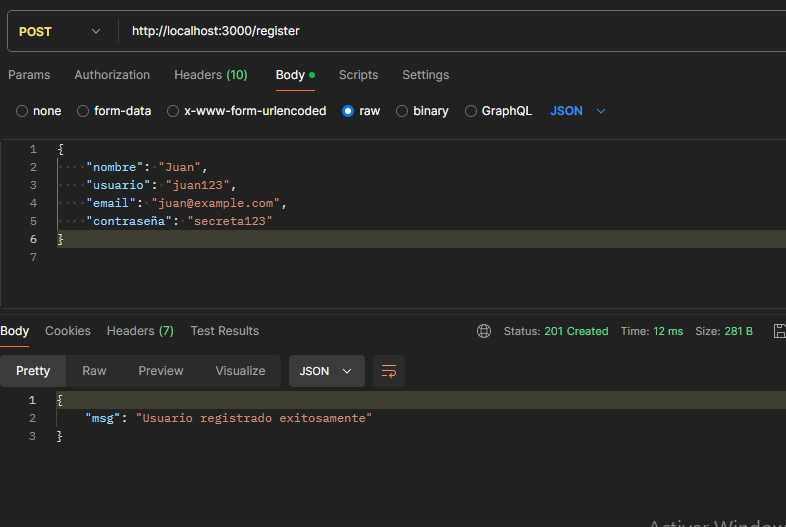 POST http://localhost:3000/register
Params Authorization Headers (10) Body Scripts Settings
none form-data x-www-form-urlencoded raw binary GraphQL JSON
1 {
2 "nombre": "Juan",
3 "usuario": "juan123",
4 "email": "juan@example.com",
5 "contraseña": "secreta123"
6 }
7
Body Cookies Headers (7) Test Results Status: 201 Created Time: 12 ms Size: 281 B
Pretty Raw Preview Visualize JSON
1 {
2 "msg": "Usuario registrado exitosamente"
3 }